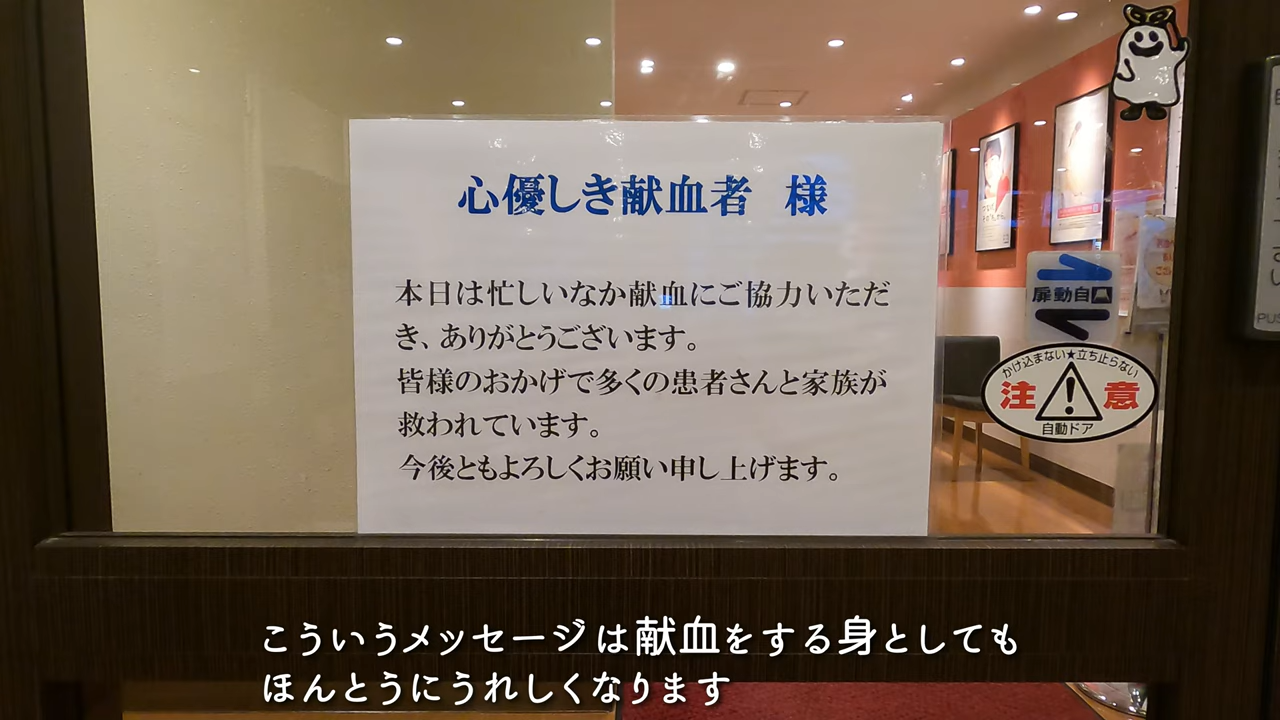 心優しき献血者 様
本日は忙しいなか献血にご協力いただ
き、ありがとうございます。
皆様のおかげで多くの患者さんと家族が
救われています。
今後ともよろしくお願い申し上げます。
自動扉
かけ込まない★立ち止らない
注意
自動ドア
こういうメッセージは献血をする身としても
ほんとうにうれしくなります